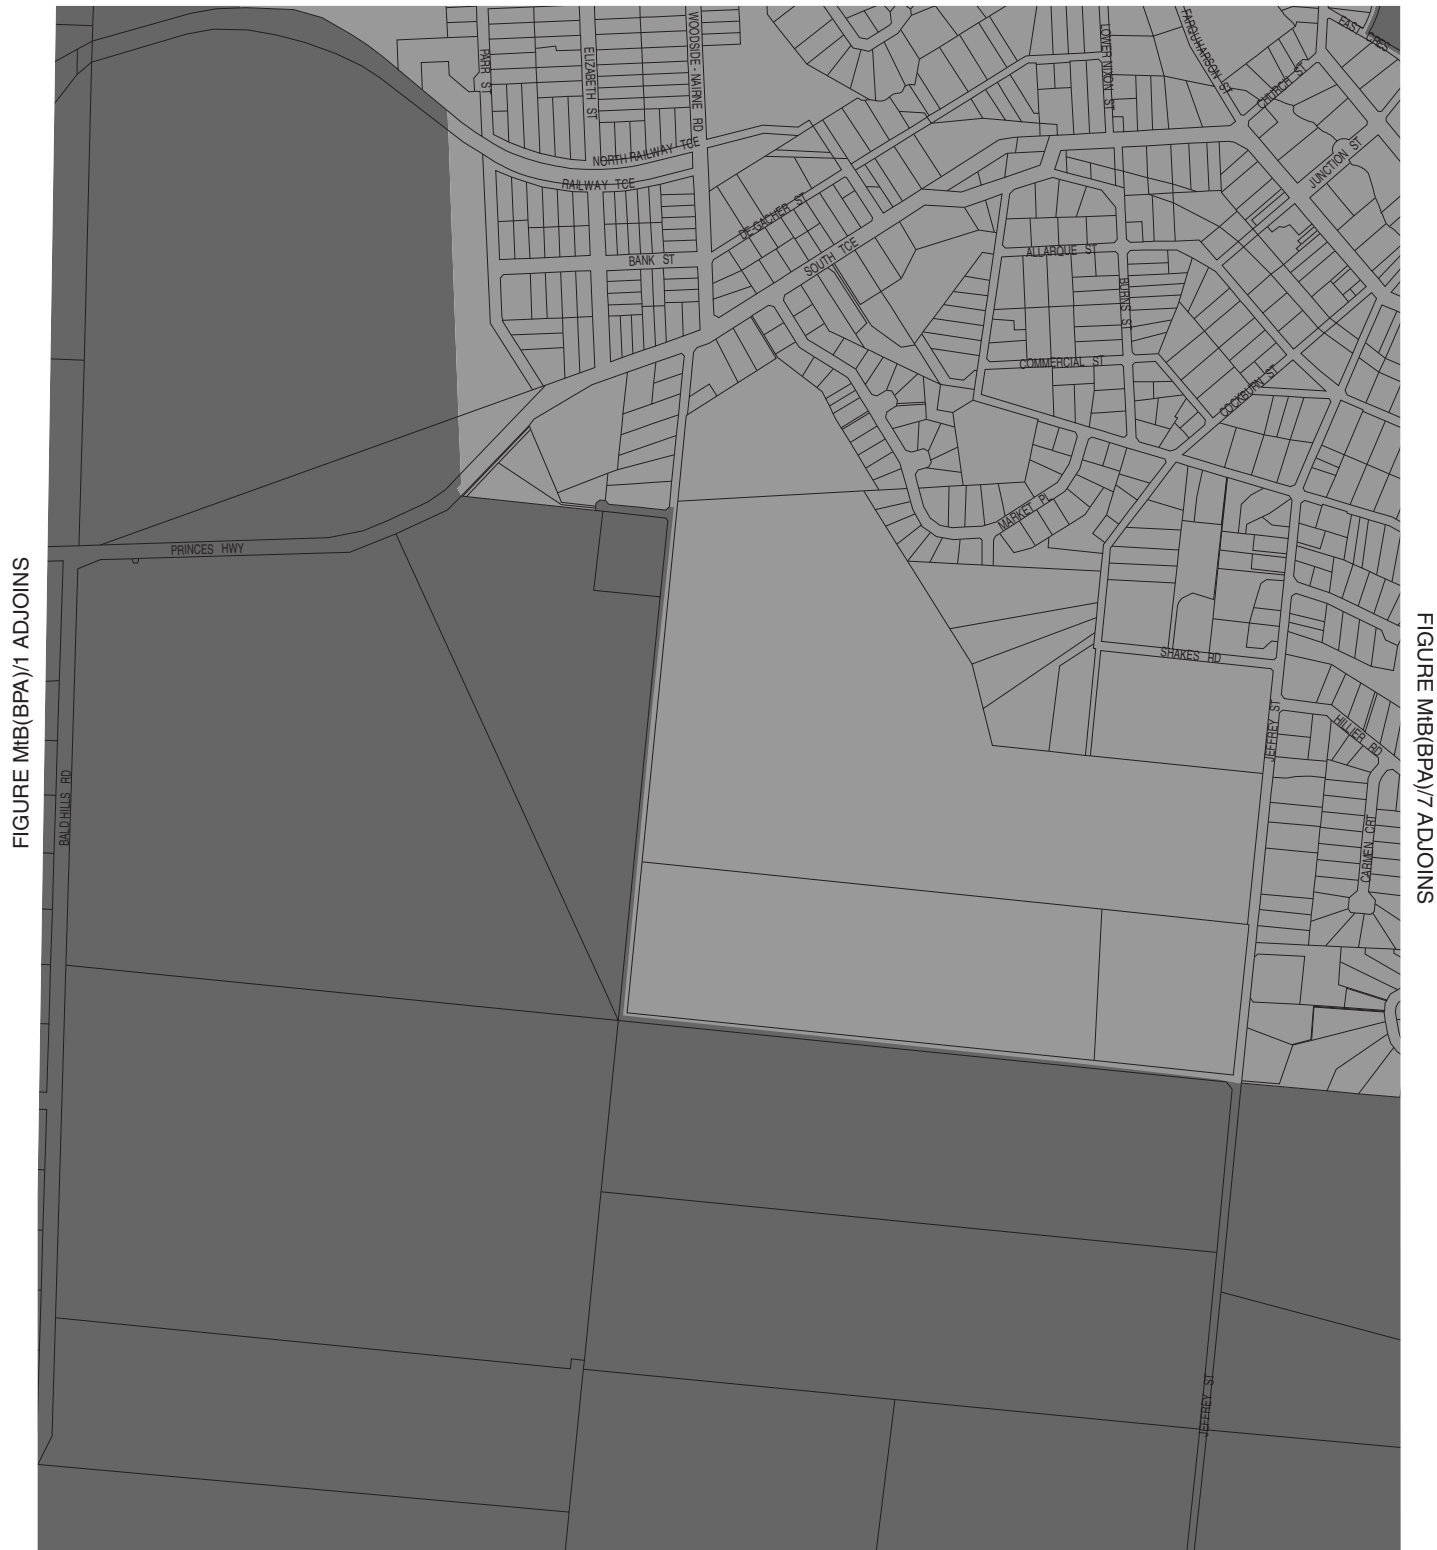 EAST CRES
FARQUHARSON ST
LOWER NIXON ST
WOODSIDE - NAIRNE RD
ELIZABETH ST
PARR ST
CHURCH ST
NORTH RAILWAY TCE
JUNCTION ST
RAILWAY TCE
DE-GACHER ST
SOUTH TCE
ALLARQUE ST
BANK ST
BURNS ST
COMMERCIAL ST
COCKBURN ST
MARKET PL
PRINCES HWY
FIGURE MtB(BPA)/1 ADJOINS
FIGURE MtB(BPA)/7 ADJOINS
SHAKES RD
JEFFREY ST
HILLIER RD
BALD HILLS RD
CARMEN CRT
JEFFREY ST